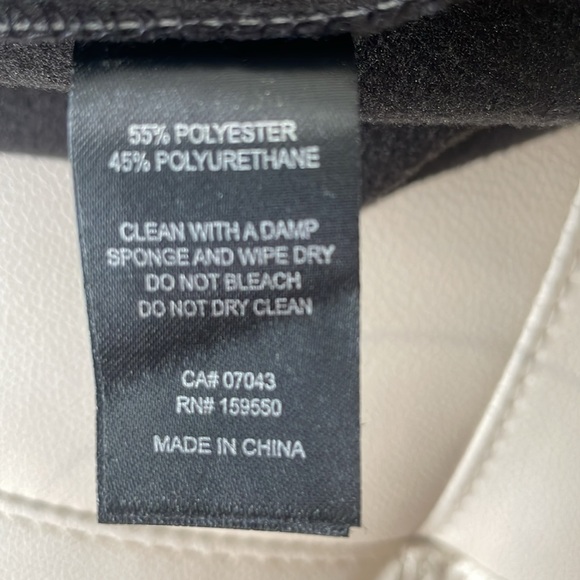 55% POLYESTER
45% POLYURETHANE
CLEAN WITH A DAMP
SPONGE AND WIPE DRY
DO NOT BLEACH
DO NOT DRY CLEAN
CA# 07043
RN# 159550
MADE IN CHINA